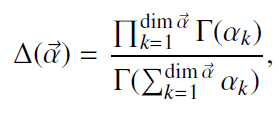 Δ(α⃗) = ∏_{k=1}^{dim α⃗} Γ(α_k) / Γ(∑_{k=1}^{dim α⃗} α_k),